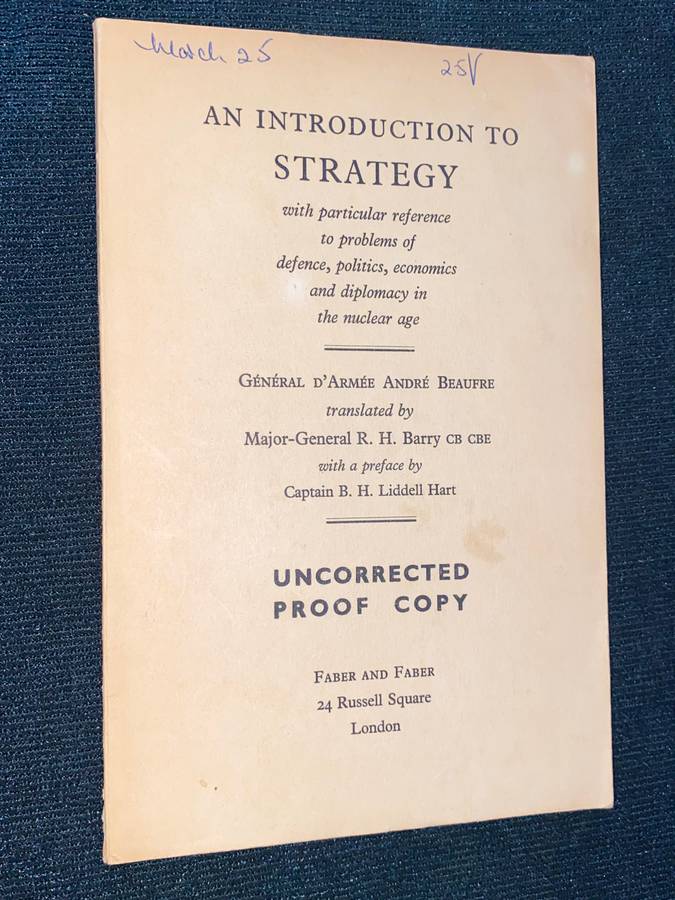 March 25
25/
AN INTRODUCTION TO
STRATEGY
with particular reference
to problems of
defence, politics, economics
and diplomacy in
the nuclear age
GÉNÉRAL D'ARMÉE ANDRÉ BEAUFRE
translated by
Major-General R. H. Barry CB CBE
with a preface by
Captain B. H. Liddell Hart
UNCORRECTED
PROOF COPY
FABER AND FABER
24 Russell Square
London